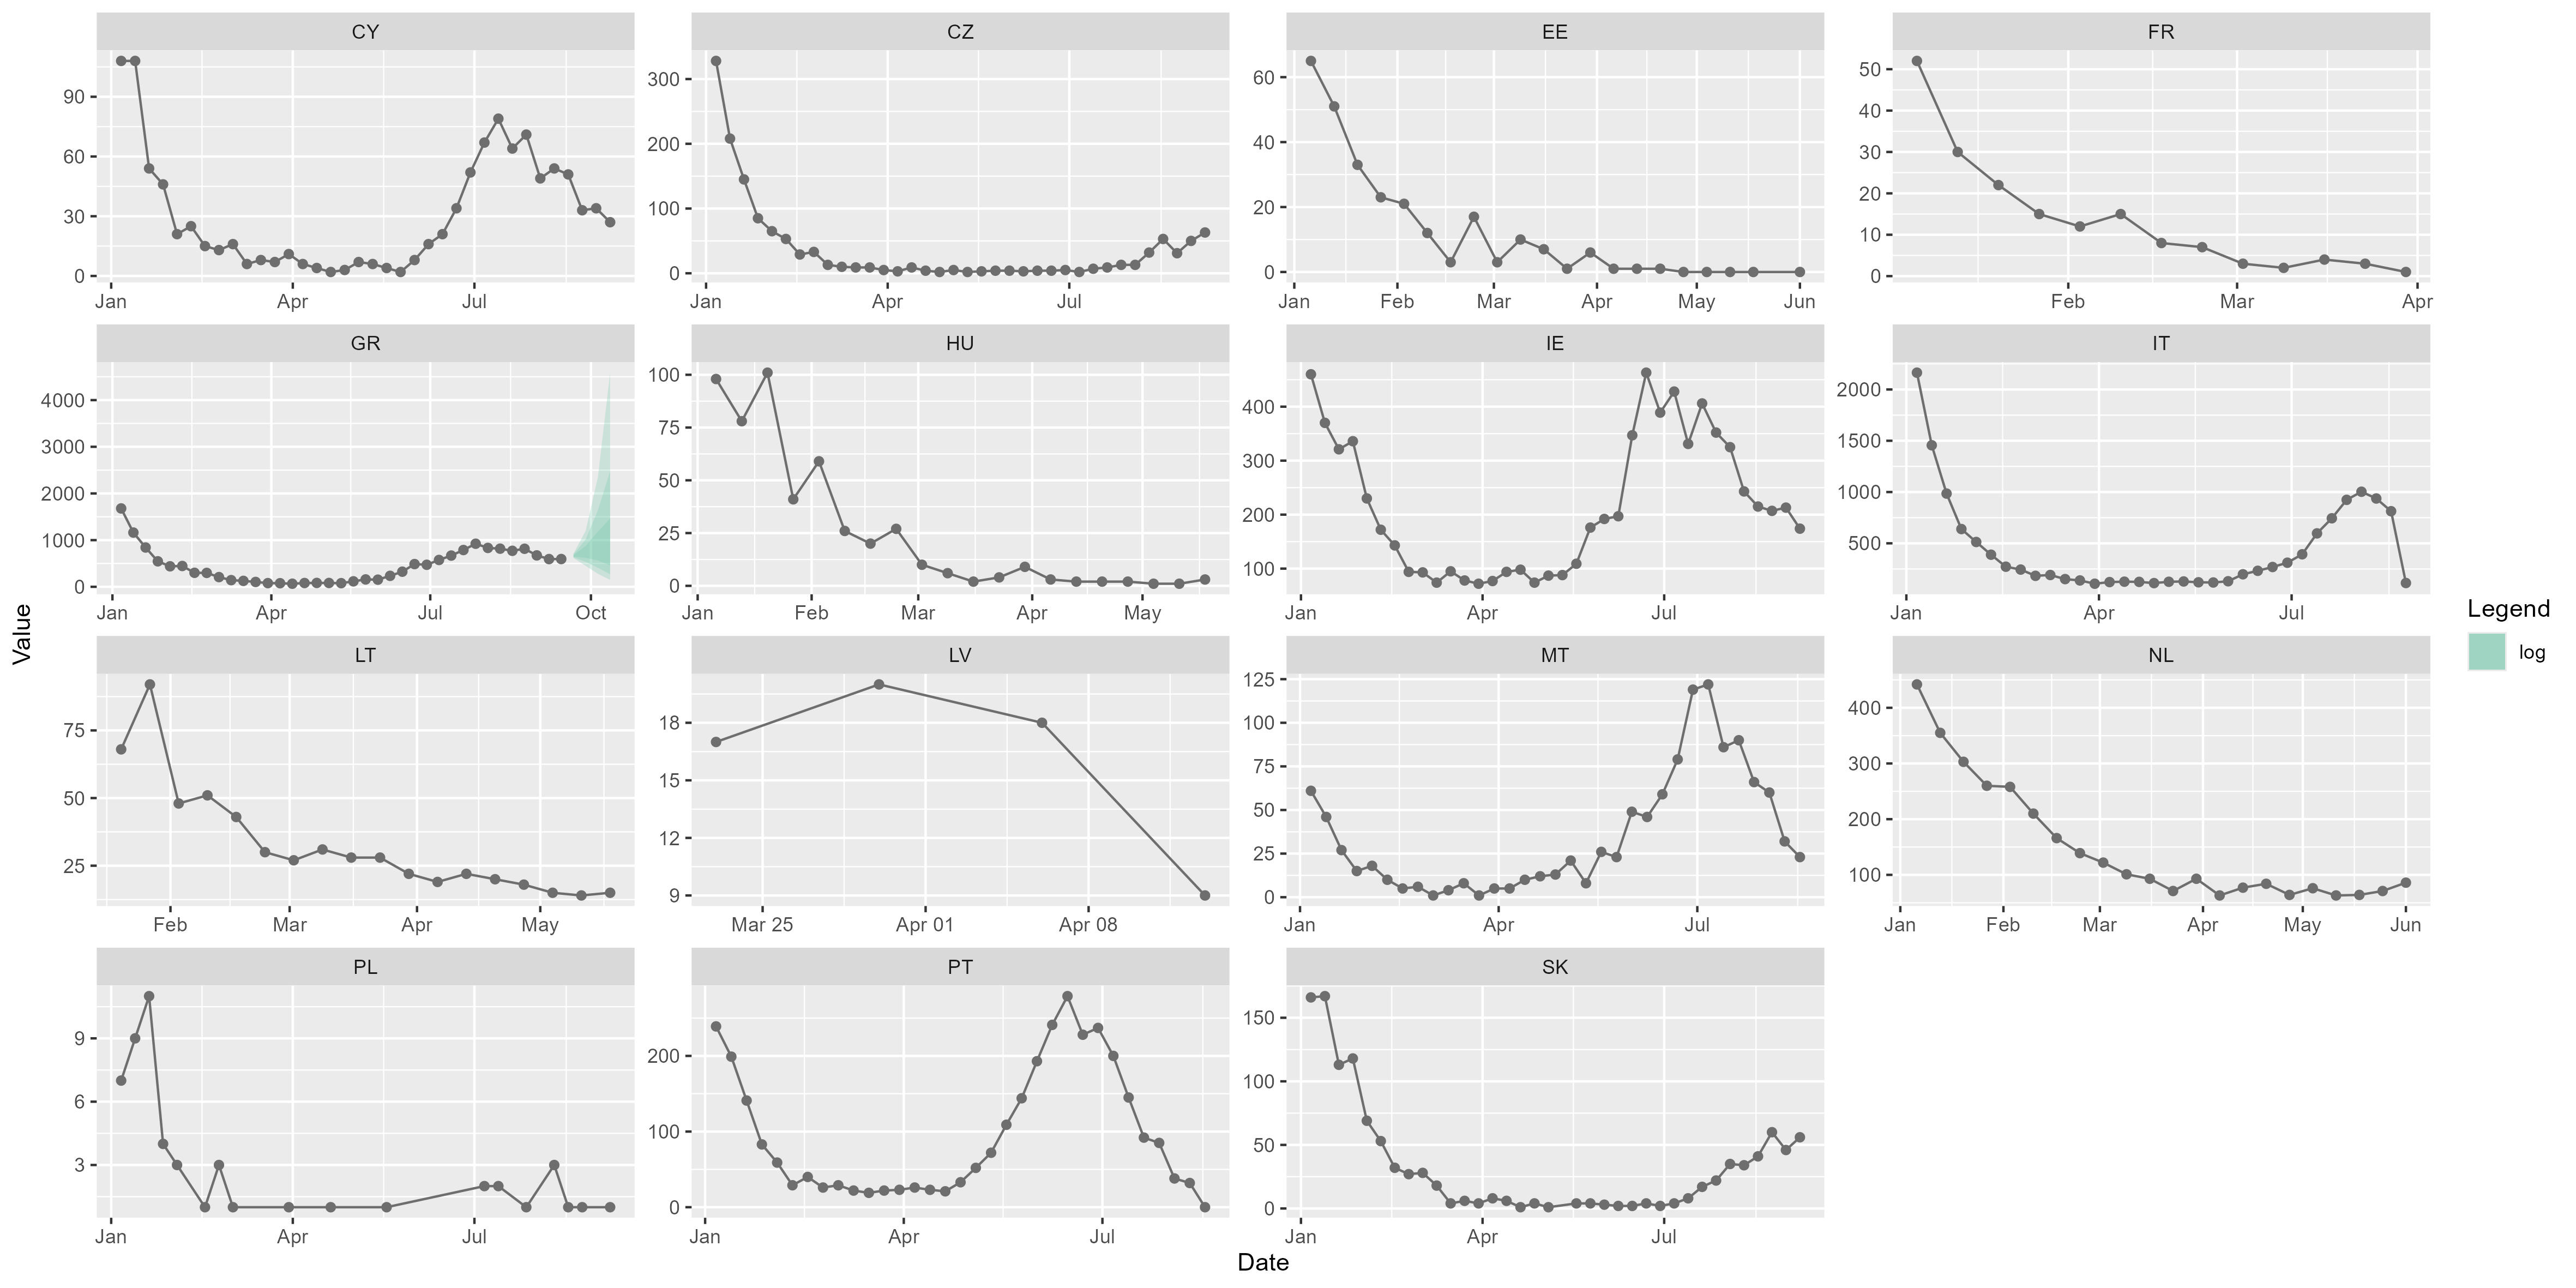 CY CZ EE FR
90
60
30
0
300
200
100
0
60
40
20
0
50
40
30
20
10
0
Jan Apr Jul
Jan Apr Jul
Jan Feb Mar Apr May Jun
Feb Mar Apr
GR HU IE IT
4000
3000
2000
1000
0
100
75
50
25
0
400
300
200
100
2000
1500
1000
500
Jan Apr Jul Oct
Jan Feb Mar Apr May
Jan Apr Jul
Jan Apr Jul
LT LV MT NL
75
50
25
18
15
12
9
125
100
75
50
25
0
400
300
200
100
Feb Mar Apr May
Mar 25 Apr 01 Apr 08
Jan Apr Jul
Jan Feb Mar Apr May Jun
PL PT SK
9
6
3
200
100
0
150
100
50
0
Jan Apr Jul
Jan Apr Jul
Jan Apr Jul
Value
Date
Legend
log